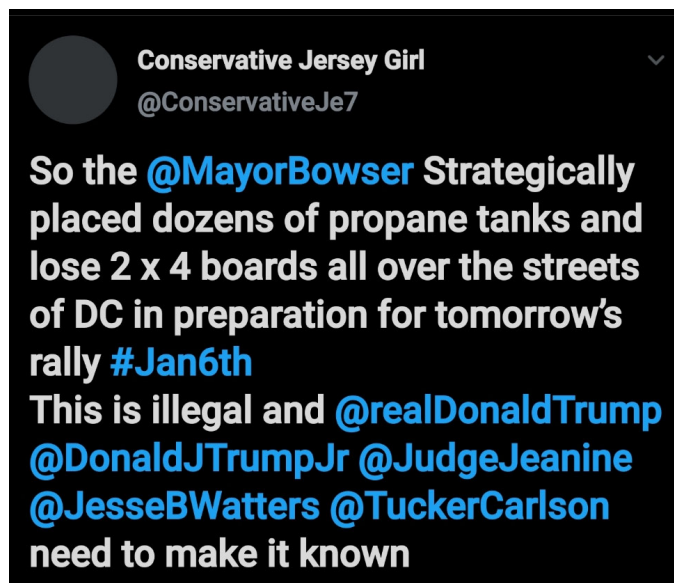 Conservative Jersey Girl
@ConservativeJe7
So the @MayorBowser Strategically
placed dozens of propane tanks and
lose 2 x 4 boards all over the streets
of DC in preparation for tomorrow’s
rally #Jan6th
This is illegal and @realDonaldTrump
@DonaldJTrumpJr @JudgeJeanine
@JesseBWatters @TuckerCarlson
need to make it known